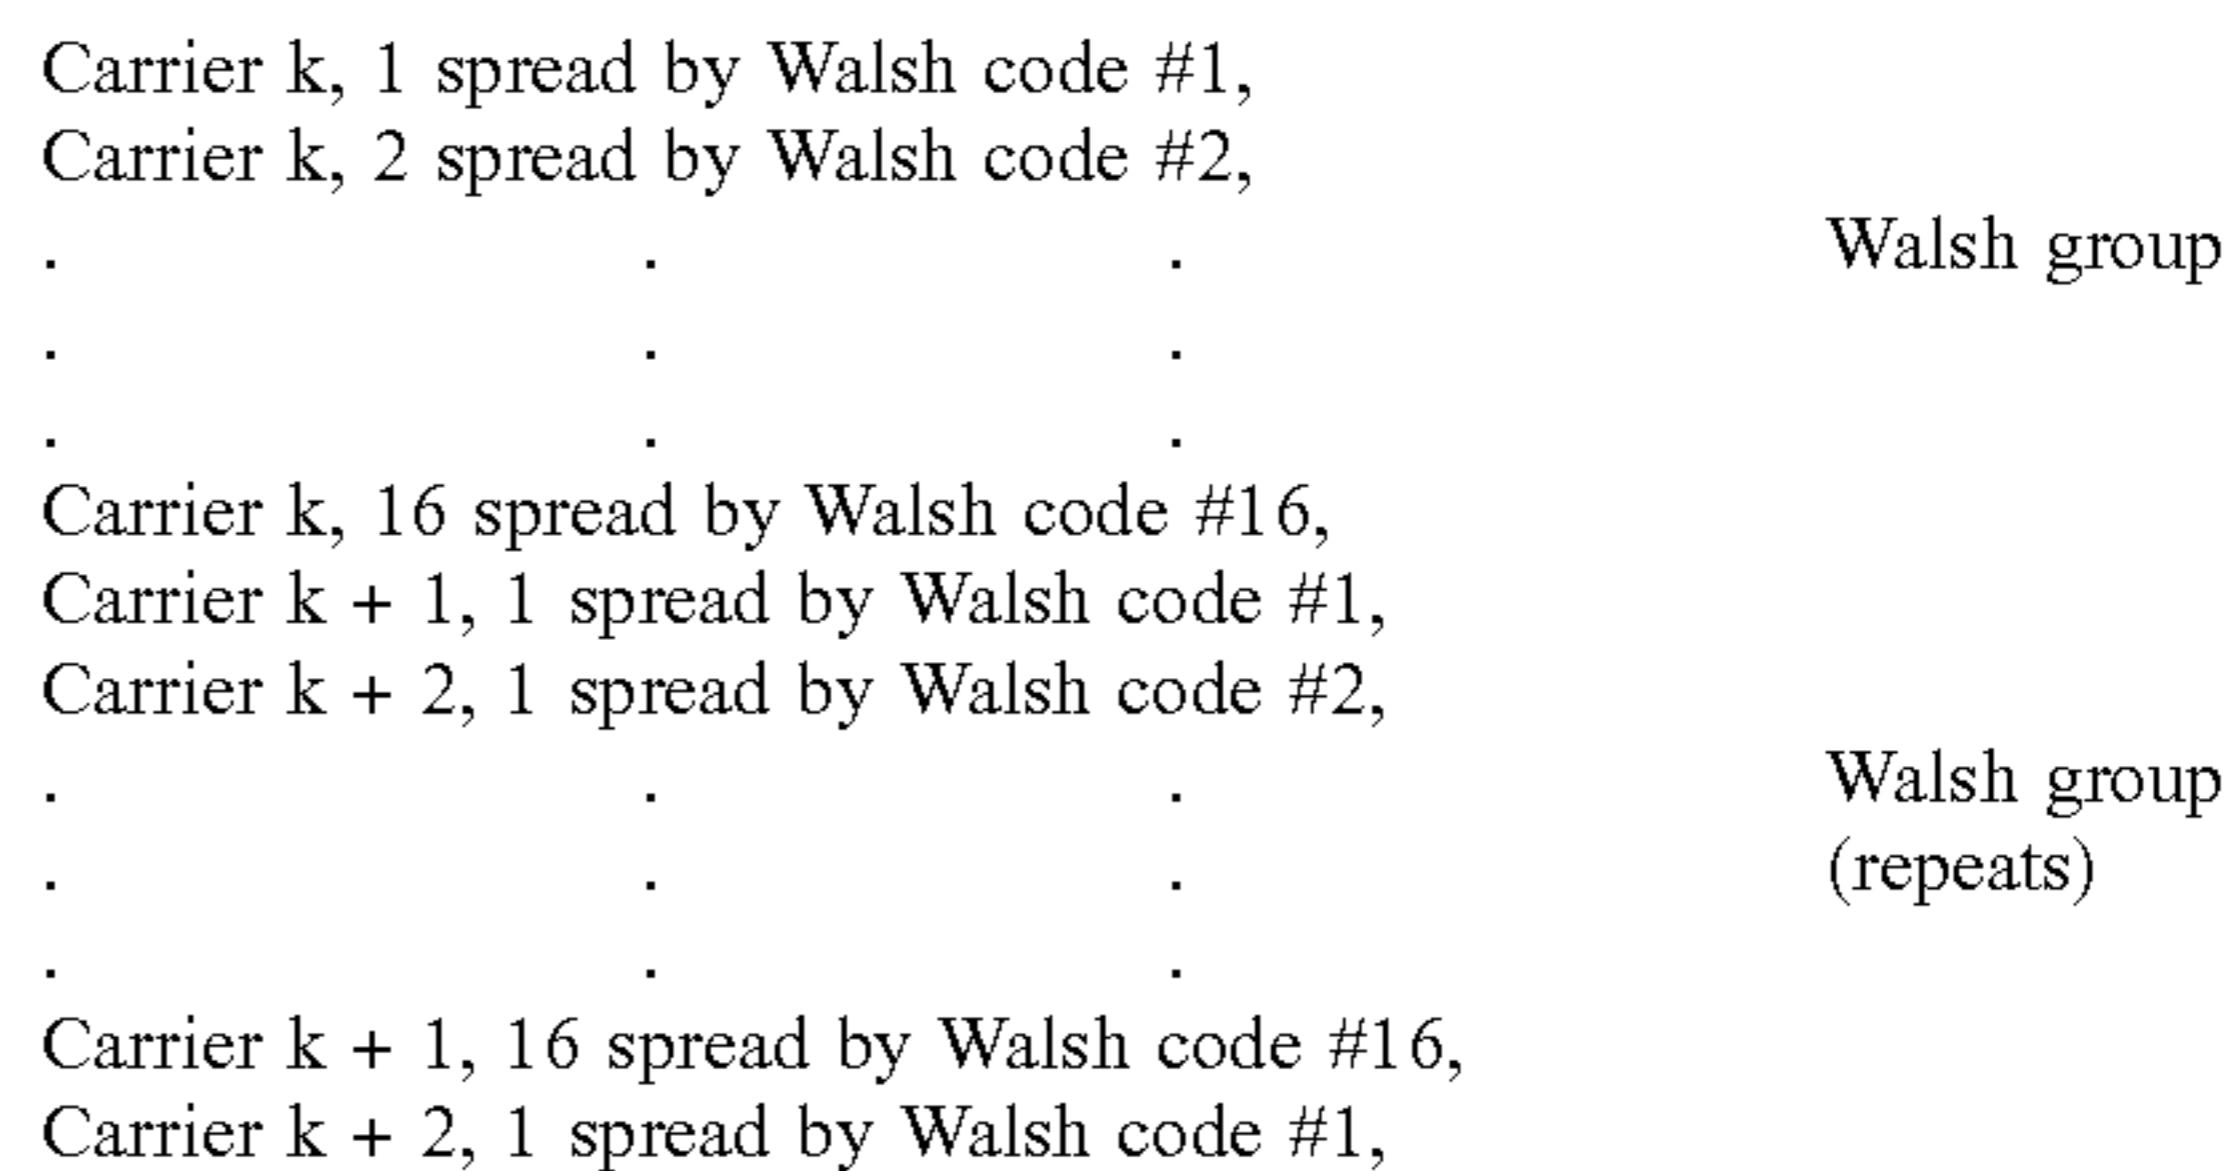 Carrier k, 1 spread by Walsh code #1,
Carrier k, 2 spread by Walsh code #2,
. . . Walsh group
. . .
. . .
Carrier k, 16 spread by Walsh code #16,
Carrier k + 1, 1 spread by Walsh code #1,
Carrier k + 2, 1 spread by Walsh code #2,
. . . Walsh group
. . . (repeats)
. . .
Carrier k + 1, 16 spread by Walsh code #16,
Carrier k + 2, 1 spread by Walsh code #1,